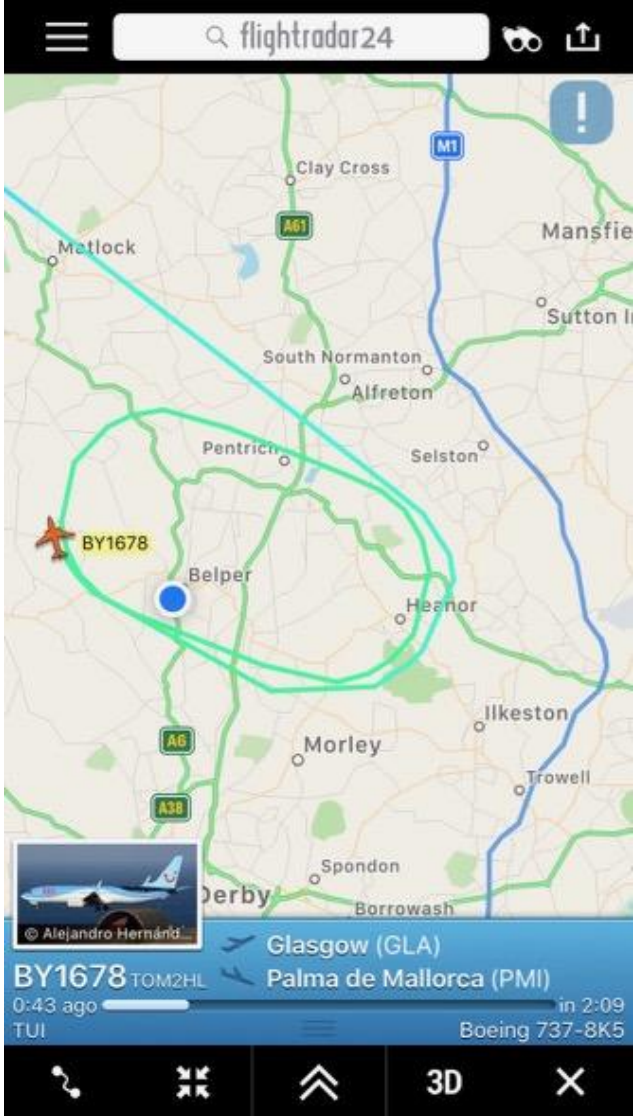 flightradar24
M1
Clay Cross
A61
Matlock
Mansfie
Sutton I
South Normanton
Alfreton
Pentrich
Selston
BY1678
Belper
Heanor
Ilkeston
A6
Morley
Trowell
A38
Spondon
Derby
Borrowash
© Alejandro Hernánd...
Glasgow (GLA)
BY1678 TOM2HL
Palma de Mallorca (PMI)
0:43 ago
in 2:09
TUI
Boeing 737-8K5
3D